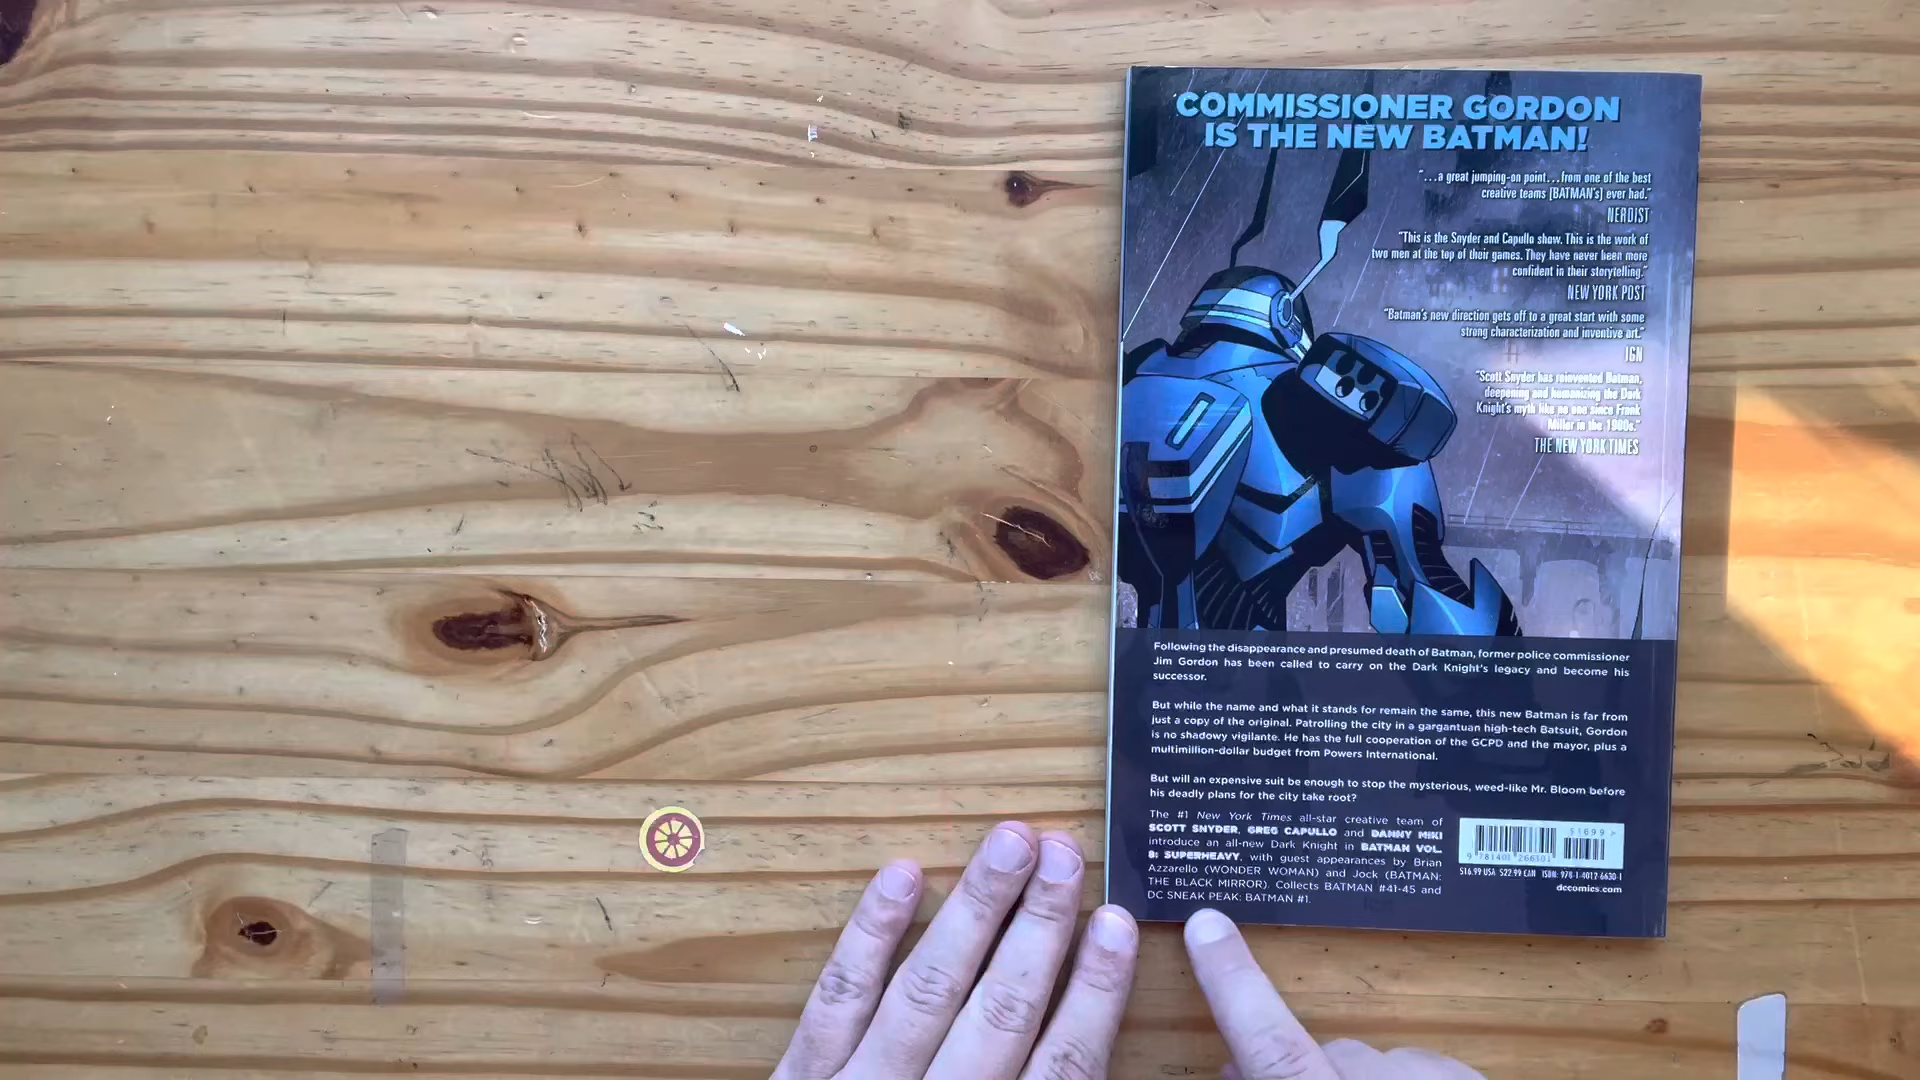 COMMISSIONER GORDON
IS THE NEW BATMAN!
"...a great jumping-on point...from one of the best
creative teams [BATMAN's] ever had."
NERDIST
"This is the Snyder and Capullo show. This is the work of
two men at the top of their games. They have never been more
confident in their storytelling."
NEW YORK POST
"Batman's new direction gets off to a great start with some
strong characterization and inventive art."
IGN
"Scott Snyder has reinvented Batman,
deepening and humanizing the Dark
Knight's myth like no one since Frank
Miller in the 1980s."
THE NEW YORK TIMES
Following the disappearance and presumed death of Batman, former police commissioner
Jim Gordon has been called to carry on the Dark Knight's legacy and become his
successor.
But while the name and what it stands for remain the same, this new Batman is far from
just a copy of the original. Patrolling the city in a gargantuan high-tech Batsuit, Gordon
is no shadowy vigilante. He has the full cooperation of the GCPD and the mayor, plus a
multimillion-dollar budget from Powers International.
But will an expensive suit be enough to stop the mysterious, weed-like Mr. Bloom before
his deadly plans for the city take root?
The #1 New York Times all-star creative team of
SCOTT SNYDER, GREG CAPULLO and DANNY MIKI
introduce an all-new Dark Knight in BATMAN VOL.
8: SUPERHEAVY, with guest appearances by Brian
Azzarello (WONDER WOMAN) and Jock (BATMAN:
THE BLACK MIRROR). Collects BATMAN #41-45 and
DC SNEAK PEAK: BATMAN #1.
51699 >
9 781401 266301
$16.99 USA $22.99 CAN ISBN: 978-1-4012-6630-1
dccomics.com